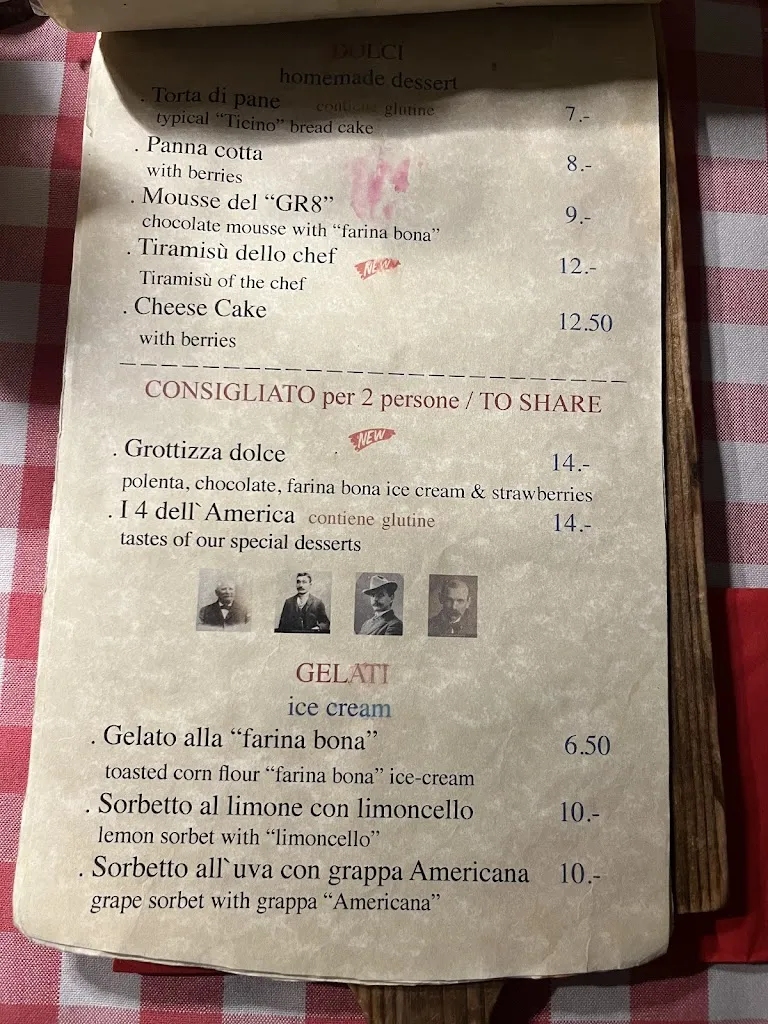 DOLCI
homemade dessert
. Torta di pane contiene glutine 7.-
typical "Ticino" bread cake
. Panna cotta 8.-
with berries
. Mousse del "GR8" 9.-
chocolate mousse with "farina bona"
. Tiramisù dello chef NEW 12.-
Tiramisù of the chef
. Cheese Cake 12.50
with berries
CONSIGLIATO per 2 persone / TO SHARE
NEW
. Grottizza dolce 14.-
polenta, chocolate, farina bona ice cream & strawberries
. I 4 dell`America contiene glutine 14.-
tastes of our special desserts
GELATI
ice cream
. Gelato alla "farina bona" 6.50
toasted corn flour "farina bona" ice-cream
. Sorbetto al limone con limoncello 10.-
lemon sorbet with "limoncello"
. Sorbetto all`uva con grappa Americana 10.-
grape sorbet with grappa "Americana"